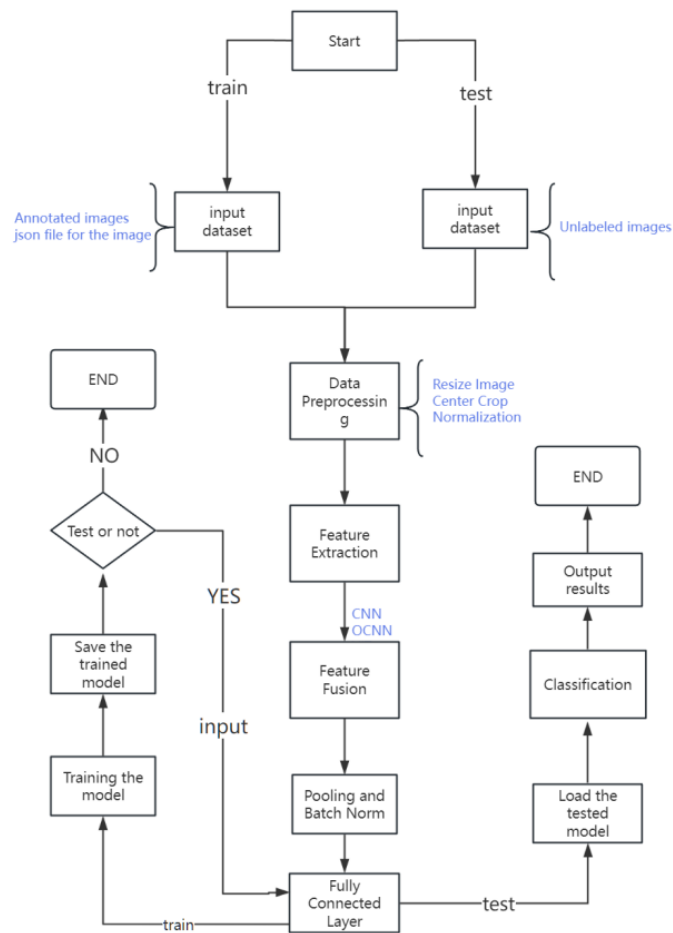 Start
train
test
input
dataset
input
dataset
Annotated images
json file for the image
Unlabeled images
END
Data
Preprocessin
g
Resize Image
Center Crop
Normalization
NO
END
Test or not
Feature
Extraction
Output
results
YES
CNN
OCNN
Save the
trained
model
Feature
Fusion
Classification
input
Training the
model
Pooling and
Batch Norm
Load the
tested
model
Fully
Connected
Layer
train
test